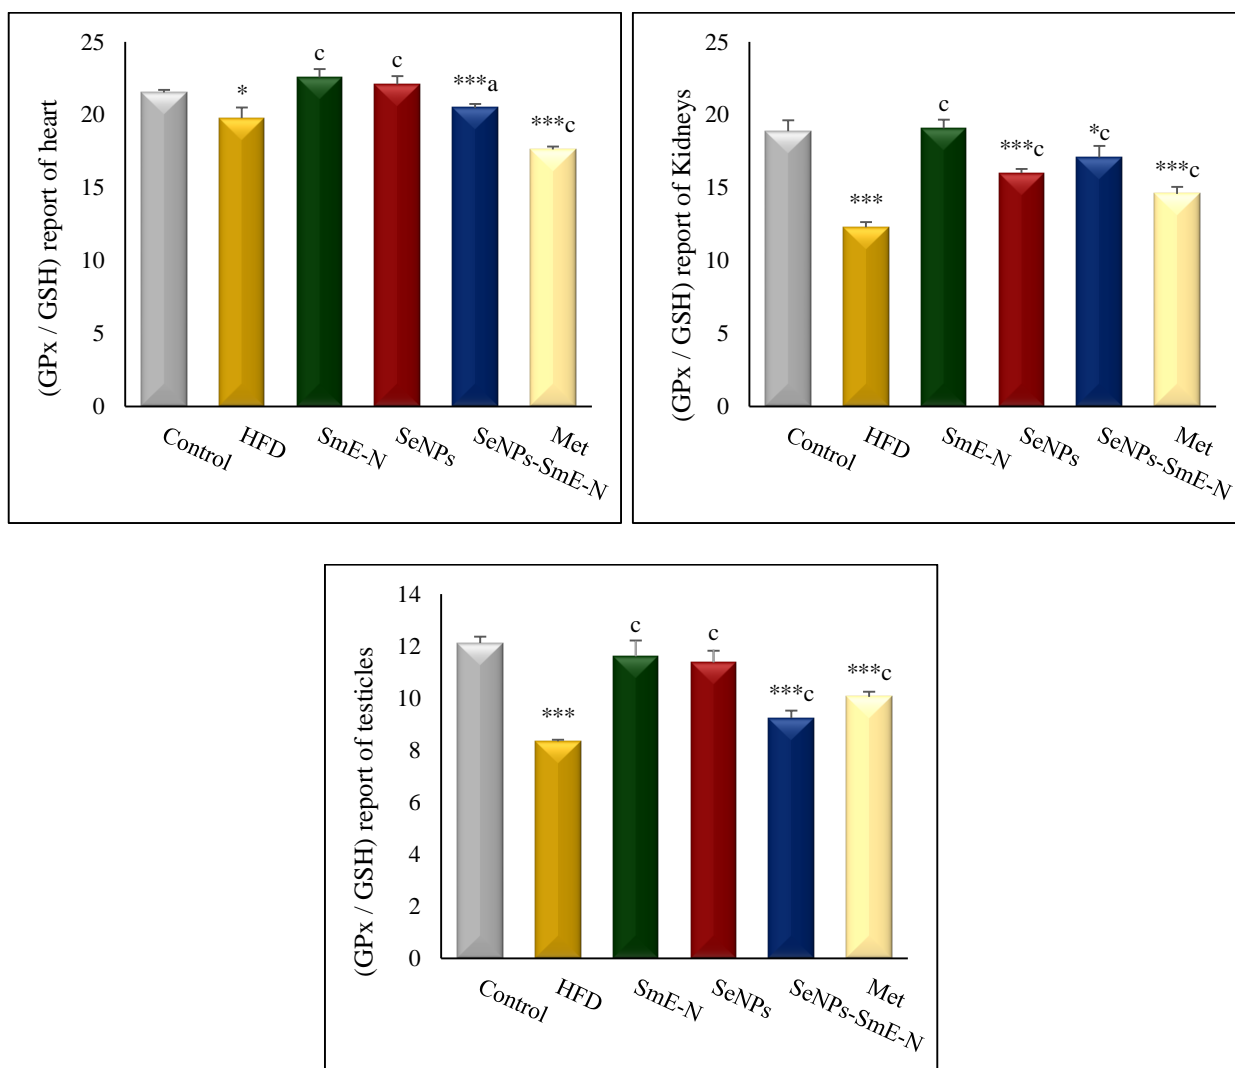 (GPx / GSH) report of heart
25
20
15
10
5
0
*
c
c
***a
***c
Control
HFD
SmE-N
SeNPs
SeNPs-SmE-N
Met
(GPx / GSH) report of Kidneys
25
20
15
10
5
0
***
c
***c
*c
***c
Control
HFD
SmE-N
SeNPs
SeNPs-SmE-N
Met
(GPx / GSH) report of testicles
14
12
10
8
6
4
2
0
***
c
c
***c
***c
Control
HFD
SmE-N
SeNPs
SeNPs-SmE-N
Met